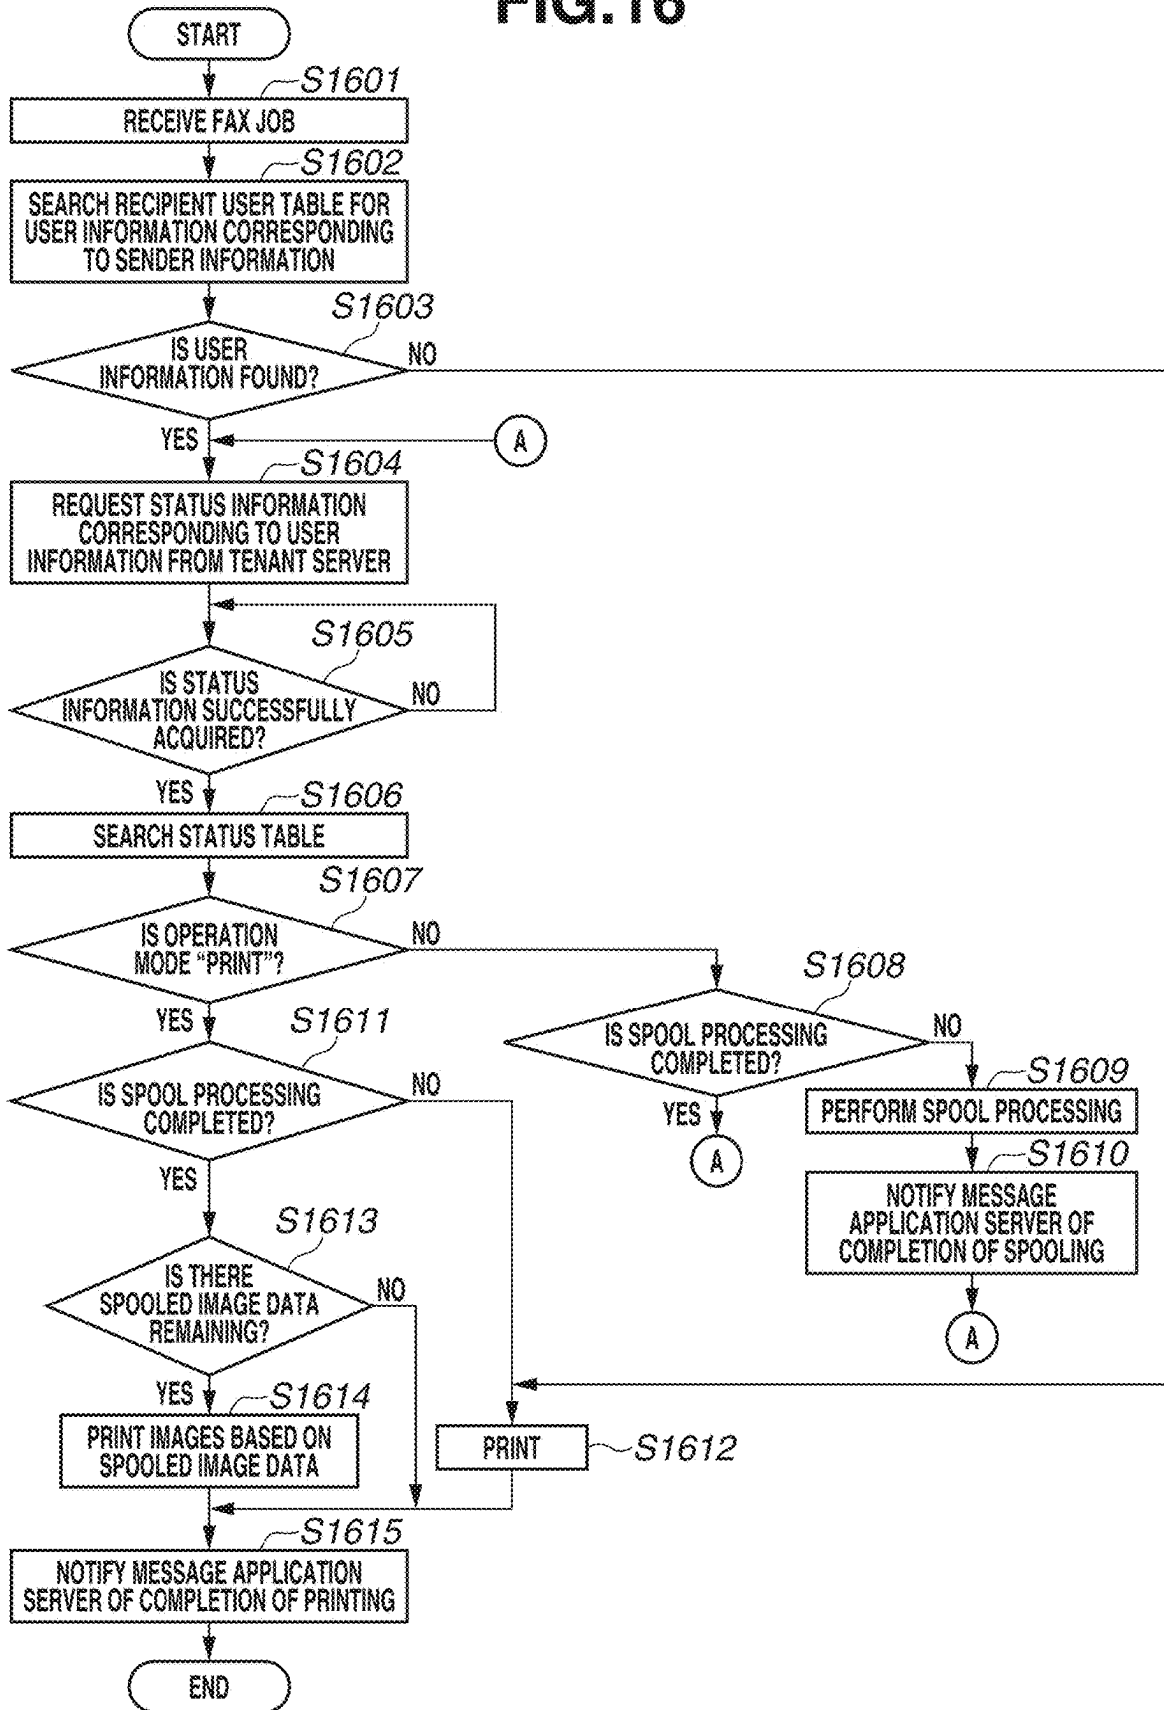 FIG.16
START
S1601
RECEIVE FAX JOB
S1602
SEARCH RECIPIENT USER TABLE FOR
USER INFORMATION CORRESPONDING
TO SENDER INFORMATION
S1603
IS USER
INFORMATION FOUND?
NO
YES
A
S1604
REQUEST STATUS INFORMATION
CORRESPONDING TO USER
INFORMATION FROM TENANT SERVER
S1605
IS STATUS
INFORMATION SUCCESSFULLY
ACQUIRED?
NO
YES
S1606
SEARCH STATUS TABLE
S1607
IS OPERATION
MODE “PRINT”?
NO
YES
S1608
IS SPOOL PROCESSING
COMPLETED?
NO
YES
A
S1609
PERFORM SPOOL PROCESSING
S1610
NOTIFY MESSAGE
APPLICATION SERVER OF
COMPLETION OF SPOOLING
A
S1611
IS SPOOL PROCESSING
COMPLETED?
NO
YES
S1613
IS THERE
SPOOLED IMAGE DATA
REMAINING?
NO
YES
S1614
PRINT IMAGES BASED ON
SPOOLED IMAGE DATA
PRINT
S1612
S1615
NOTIFY MESSAGE APPLICATION
SERVER OF COMPLETION OF PRINTING
END